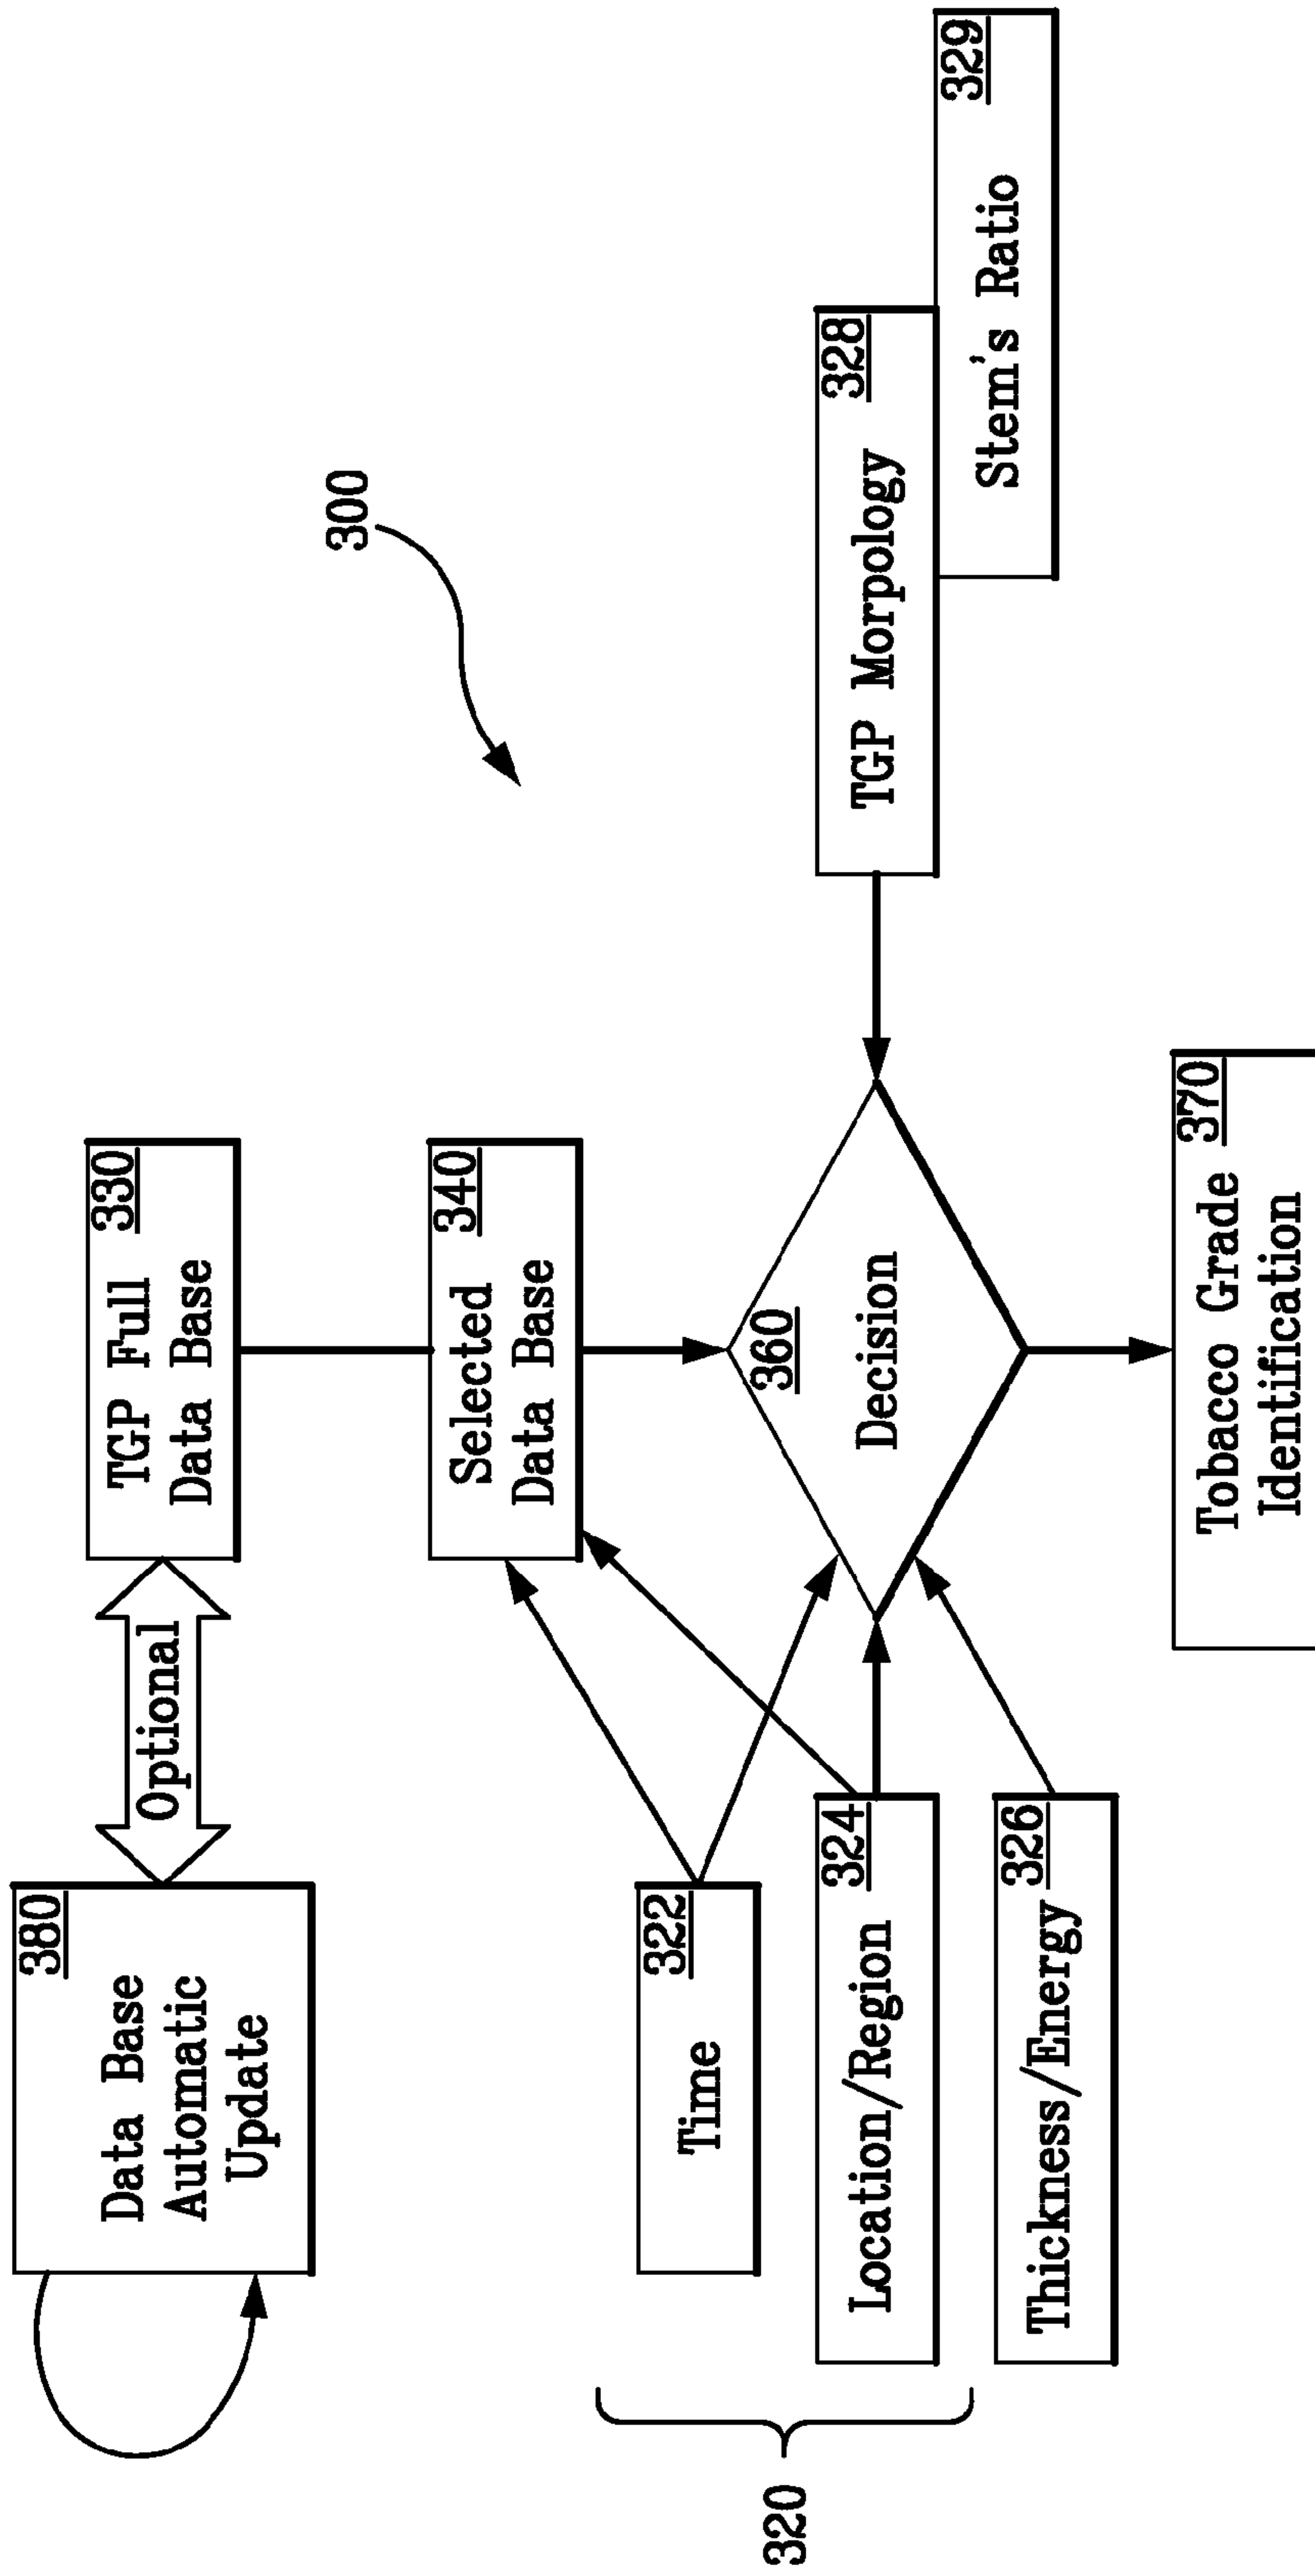 380
Data Base
Automatic
Update
Optional
330
TGP Full
Data Base
300
340
Selected
Data Base
320
322
Time
324
Location/Region
326
Thickness/Energy
360
Decision
328
TGP Morpology
329
Stem's Ratio
370
Tobacco Grade
Identification